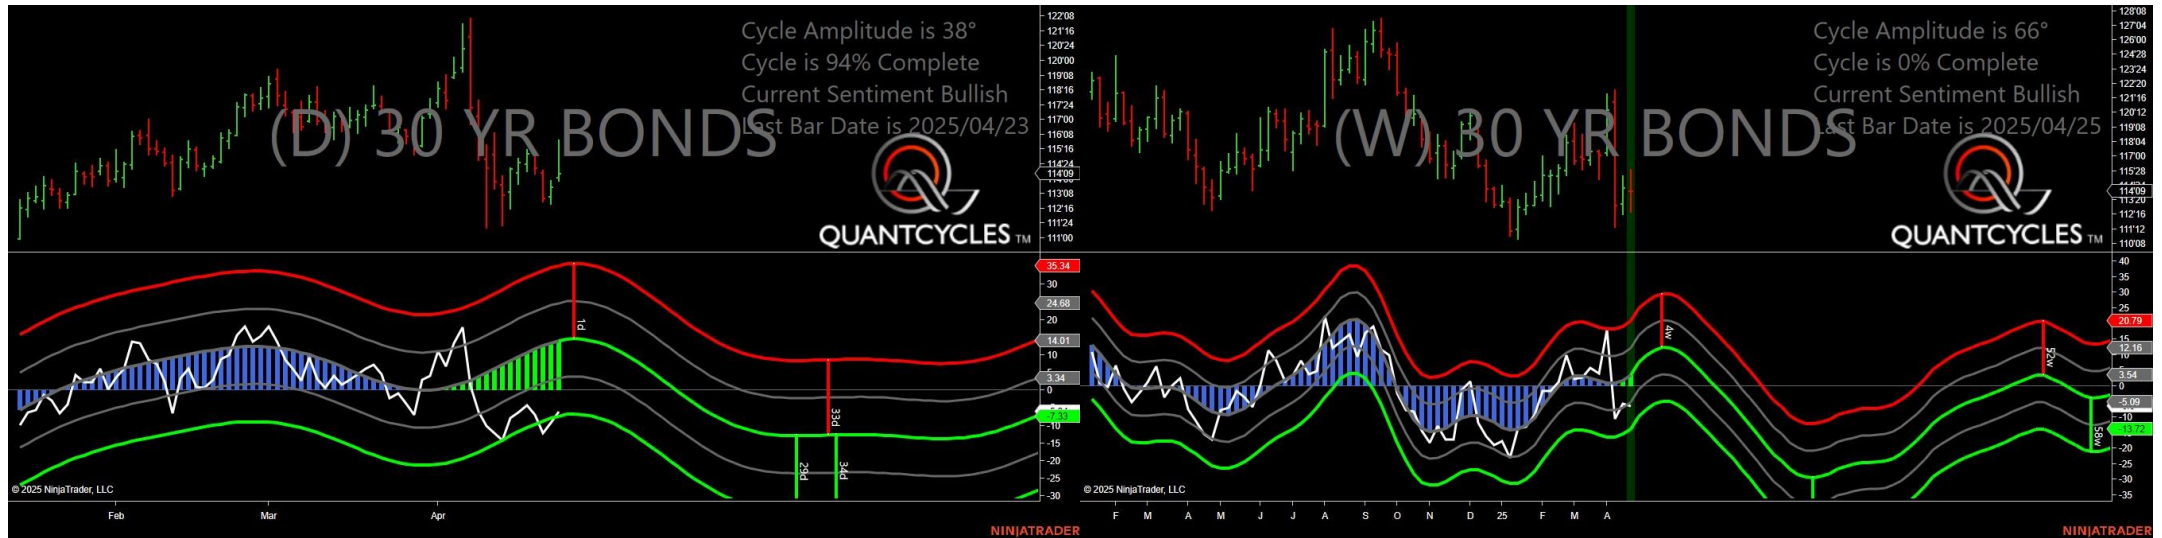 Cycle Amplitude is 38°
Cycle is 94% Complete
Current Sentiment Bullish
Last Bar Date is 2025/04/23
(D) 30 YR BONDS
QUANTCYCLES TM
122'08
121'16
120'24
120'00
119'08
118'16
117'24
117'00
116'08
115'16
114'24
114'09
113'08
112'16
111'24
111'00
35.34
30
24.68
20
14.01
10
3.34
0
-7.33
-10
-15
-20
-25
-30
1d
33d
29d
34d
© 2025 NinjaTrader, LLC
Feb
Mar
Apr
NINJATRADER
Cycle Amplitude is 66°
Cycle is 0% Complete
Current Sentiment Bullish
Last Bar Date is 2025/04/25
(W) 30 YR BONDS
QUANTCYCLES TM
128'08
127'04
126'00
124'28
123'24
122'20
121'16
120'12
119'08
118'04
117'00
115'28
114'09
113'20
112'16
111'12
110'08
40
35
30
25
20.79
15
12.16
3.54
0
-5.09
-10
-13.72
-20
-25
-30
-35
4w
52w
58w
© 2025 NinjaTrader, LLC
F M A M J J A S O N D 25 F M A
NINJATRADER